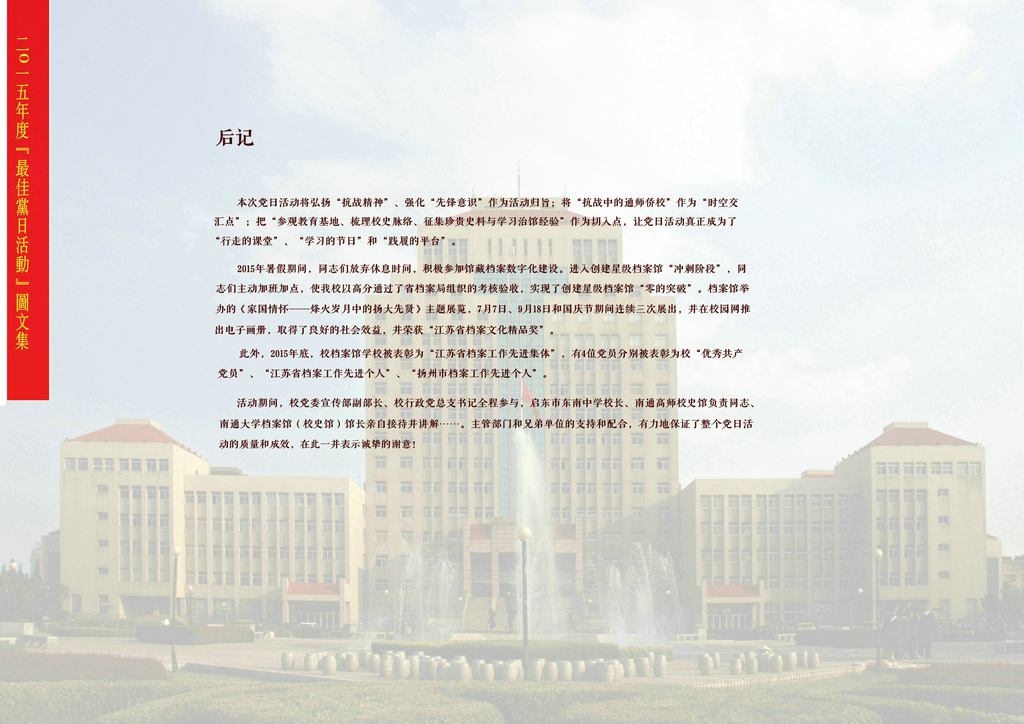 二〇一五年度『最佳黨日活動』圖文集
后记
本次党日活动将弘扬“抗战精神”、强化“先锋意识”作为活动归旨；将“抗战中的通师侨校”作为“时空交
汇点”；把“参观教育基地、梳理校史脉络、征集珍贵史料与学习治馆经验”作为切入点，让党日活动真正成为了
“行走的课堂”、“学习的节日”和“践履的平台”。
2015年暑假期间，同志们放弃休息时间，积极参加馆藏档案数字化建设。进入创建星级档案馆“冲刺阶段”，同
志们主动加班加点，使我校以高分通过了省档案局组织的考核验收，实现了创建星级档案馆“零的突破”。档案馆举
办的《家国情怀——烽火岁月中的扬大先贤》主题展览，7月7日、9月18日和国庆节期间连续三次展出，并在校园网推
出电子画册，取得了良好的社会效益，并荣获“江苏省档案文化精品奖”。
此外，2015年底，校档案馆学校被表彰为“江苏省档案工作先进集体”，有4位党员分别被表彰为校“优秀共产
党员”、“江苏省档案工作先进个人”、“扬州市档案工作先进个人”。
活动期间，校党委宣传部副部长、校行政党总支书记全程参与，启东市东南中学校长、南通高师校史馆负责同志、
南通大学档案馆（校史馆）馆长亲自接待并讲解……。主管部门和兄弟单位的支持和配合，有力地保证了整个党日活
动的质量和成效，在此一并表示诚挚的谢意！